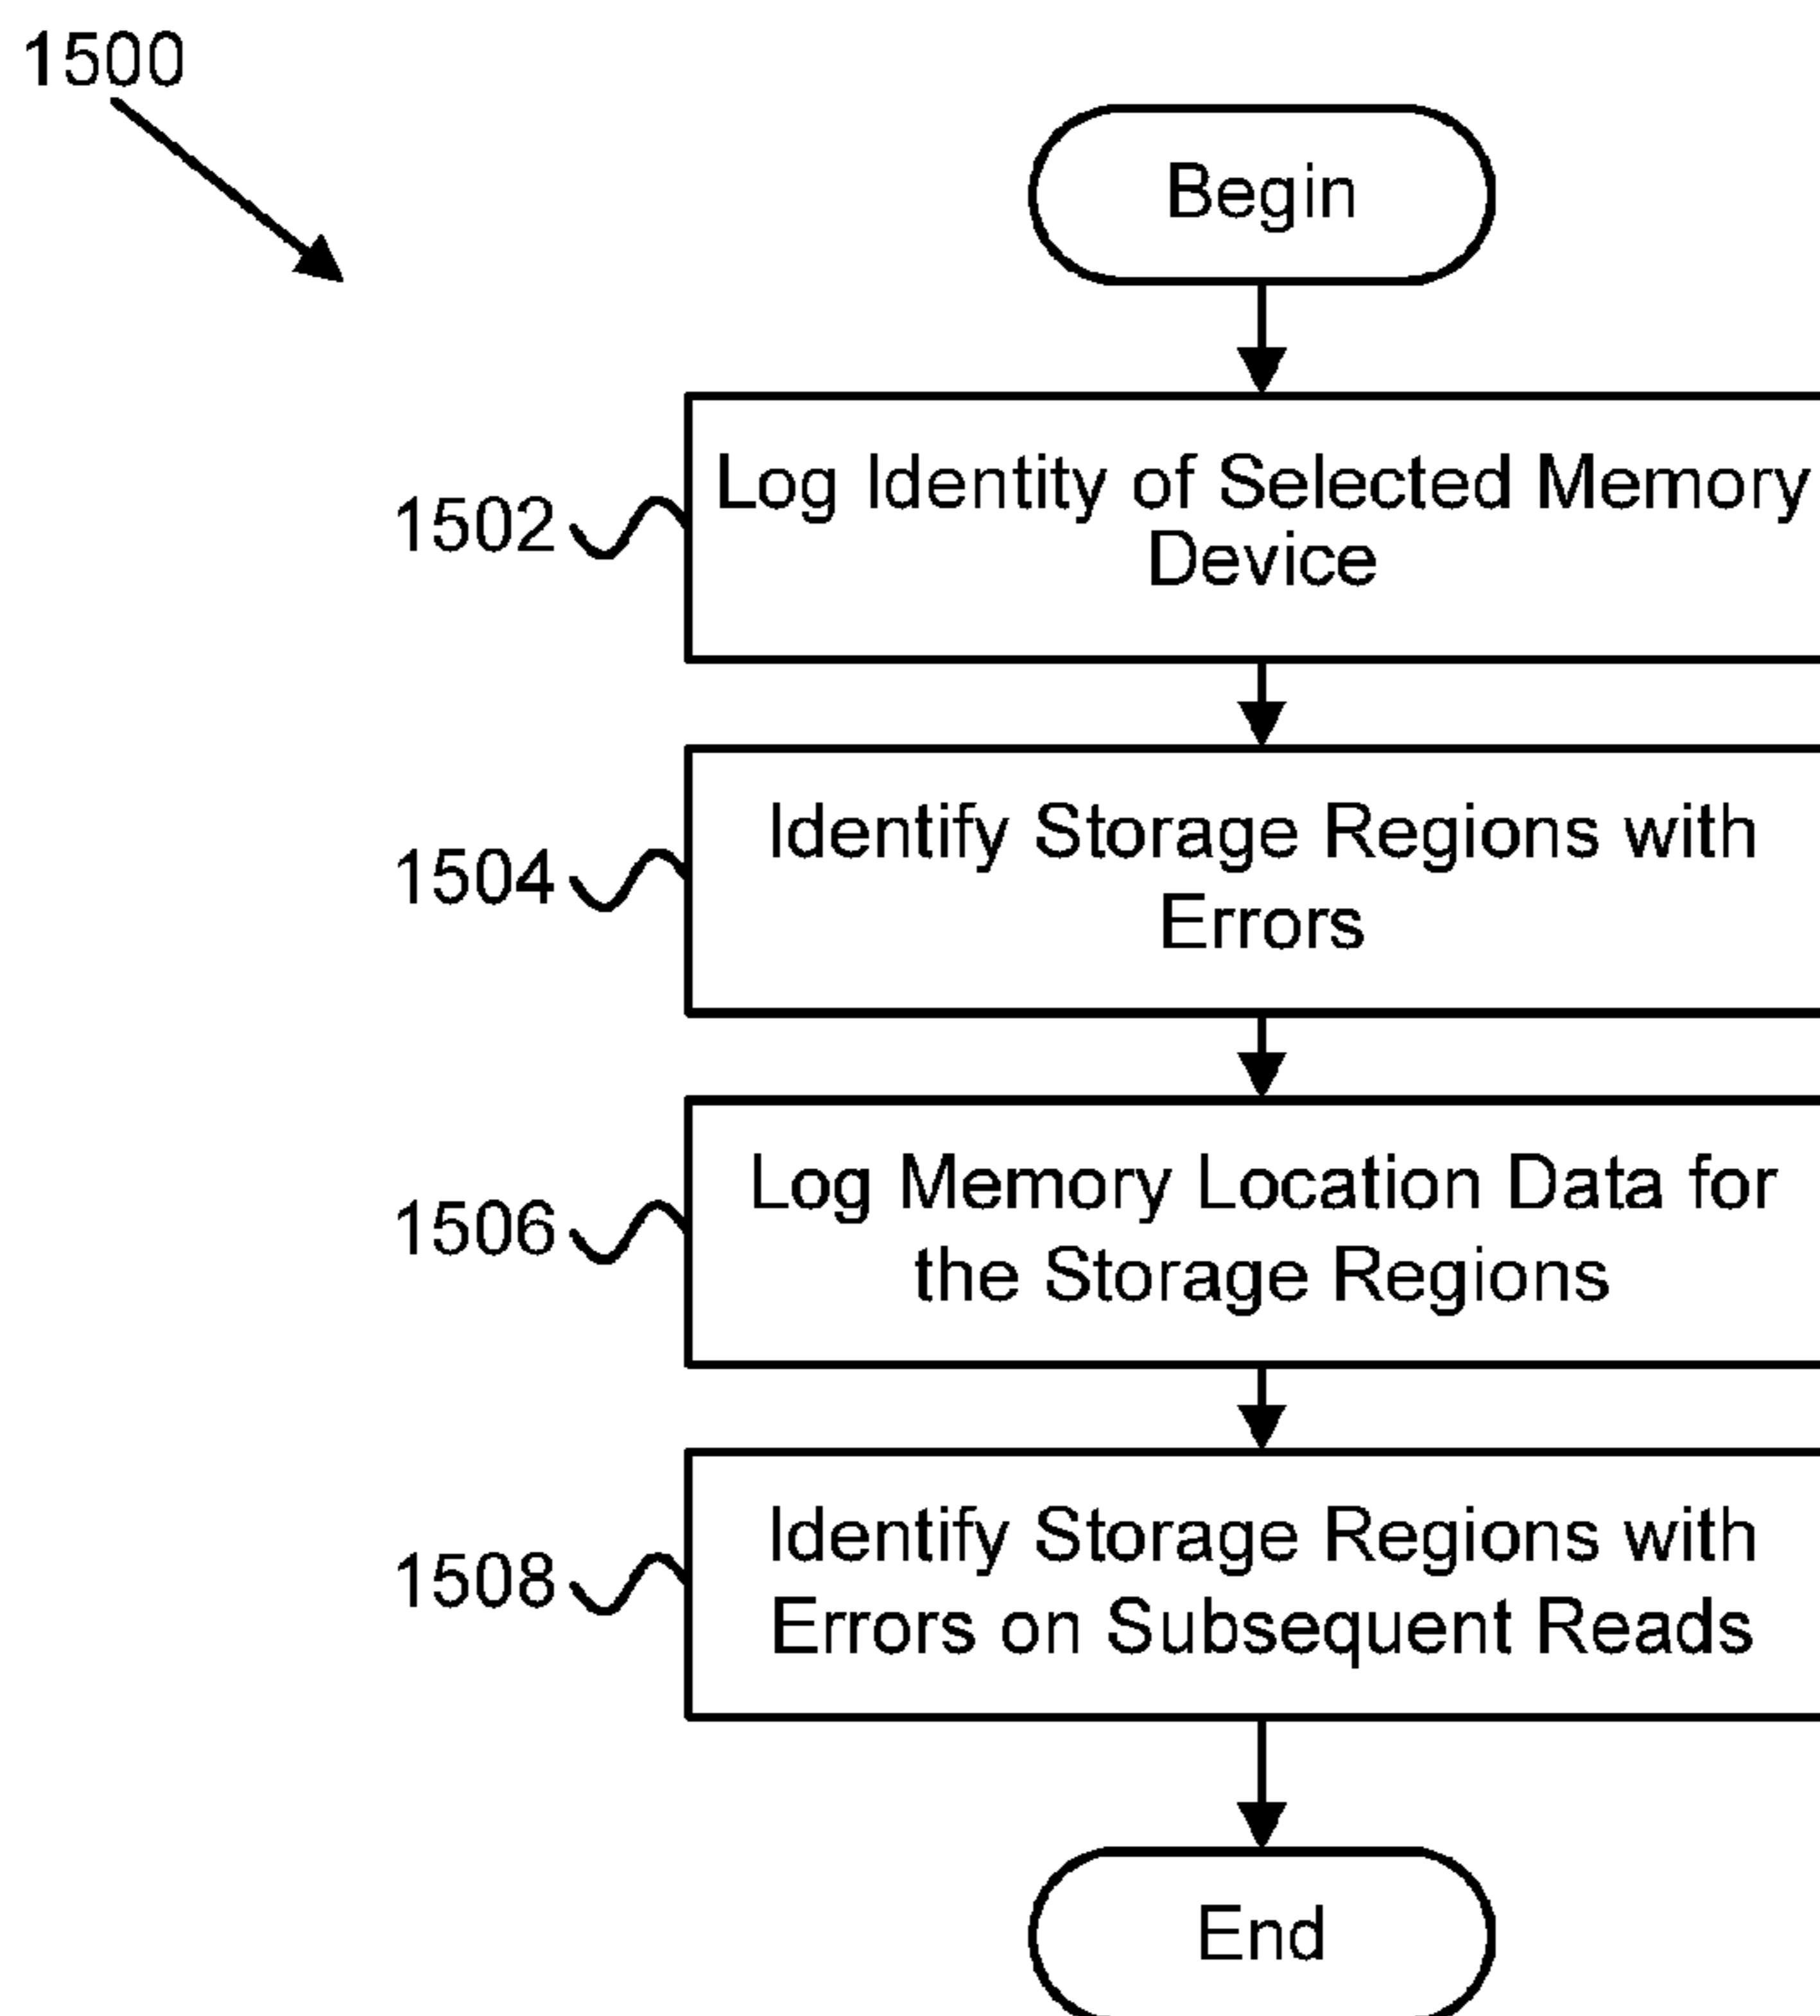 1500
Begin
1502
Log Identity of Selected Memory
Device
1504
Identify Storage Regions with
Errors
1506
Log Memory Location Data for
the Storage Regions
1508
Identify Storage Regions with
Errors on Subsequent Reads
End